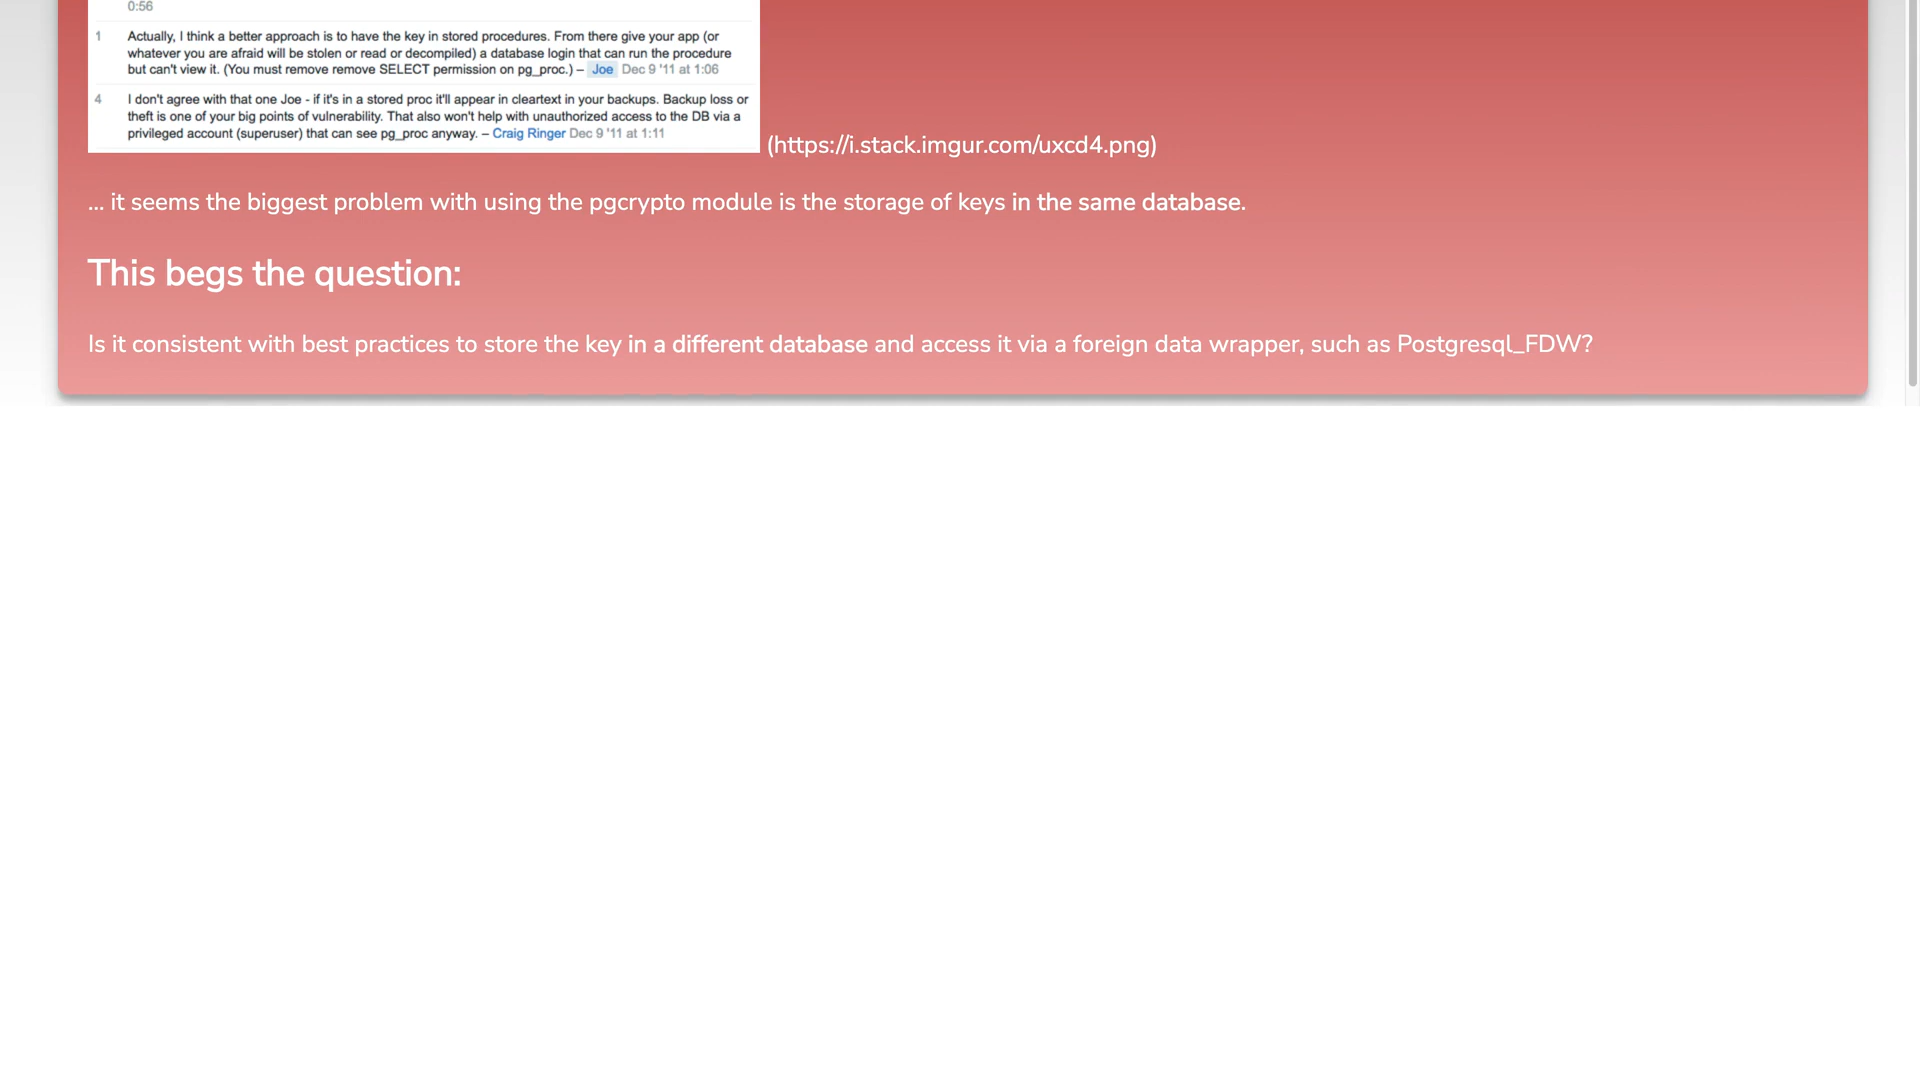 0:56
1 Actually, I think a better approach is to have the key in stored procedures. From there give your app (or
whatever you are afraid will be stolen or read or decompiled) a database login that can run the procedure
but can't view it. (You must remove remove SELECT permission on pg_proc.) – Joe Dec 9 '11 at 1:06
4 I don't agree with that one Joe - if it's in a stored proc it'll appear in cleartext in your backups. Backup loss or
theft is one of your big points of vulnerability. That also won't help with unauthorized access to the DB via a
privileged account (superuser) that can see pg_proc anyway. – Craig Ringer Dec 9 '11 at 1:11
(https://i.stack.imgur.com/uxcd4.png)
... it seems the biggest problem with using the pgcrypto module is the storage of keys in the same database.
This begs the question:
Is it consistent with best practices to store the key in a different database and access it via a foreign data wrapper, such as Postgresql_FDW?